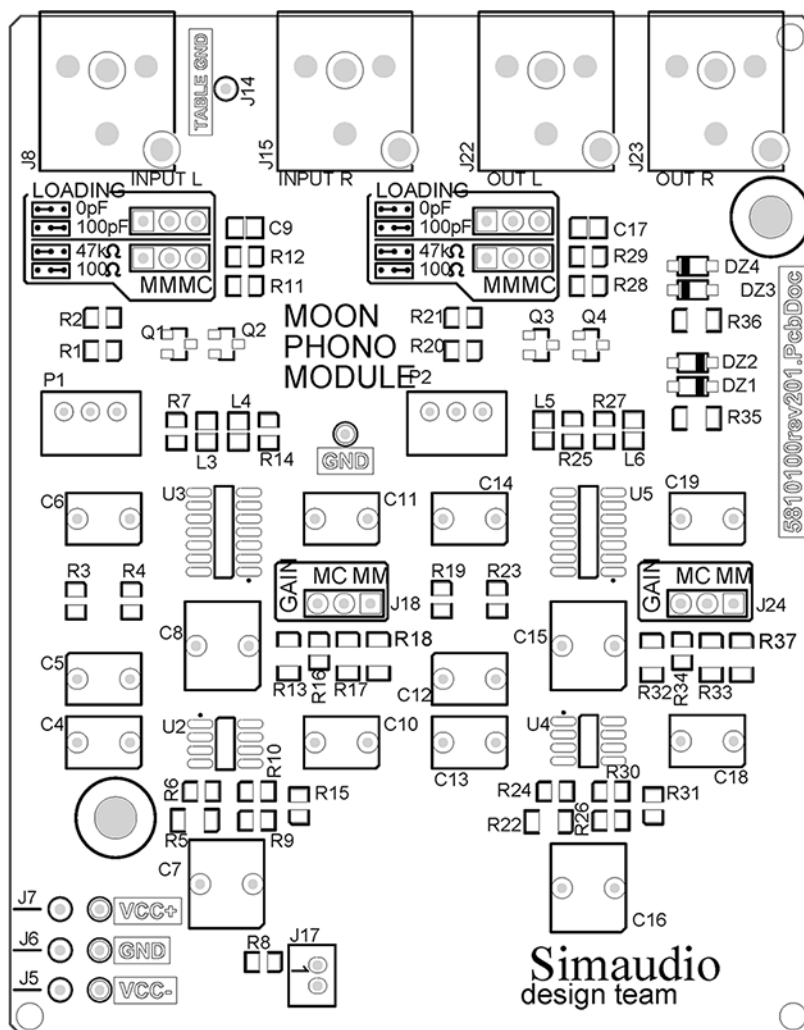 TABLE GND
J14
J8
J15
J22
J23
INPUT L
INPUT R
OUT L
OUT R
LOADING
0pF
100pF
47kΩ
100Ω
MMMC
C9
R12
R11
LOADING
0pF
100pF
47kΩ
100Ω
MMMC
C17
R29
R28
DZ4
DZ3
R36
DZ2
DZ1
R35
5810100rev201.PcbDoc
R2
R1
Q1
Q2
MOON
PHONO
MODULE
R21
R20
Q3
Q4
P1
P2
R7
L4
L3
R14
GND
L5
R27
R25
L6
C6
U3
C11
C14
U5
C19
R3
R4
GAIN
MC MM
J18
R19
R23
GAIN
MC MM
J24
C8
R18
R13
R16
R17
C15
R37
R32
R34
R33
C5
C12
C4
U2
C10
C13
U4
C18
R10
R6
R15
R5
R9
R24
R30
R31
R22
R26
C7
C16
J7
VCC+
J6
GND
J5
VCC-
R8
J17
1
Simaudio
design team